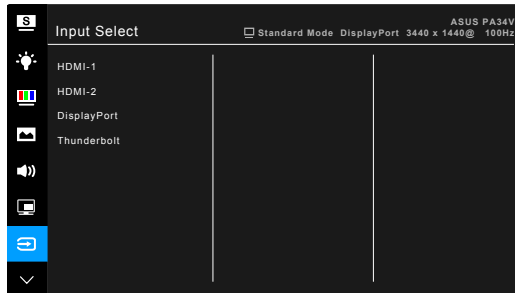 S
ASUS PA34V
Input Select
Standard Mode DisplayPort 3440 x 1440@ 100Hz
HDMI-1
HDMI-2
DisplayPort
Thunderbolt